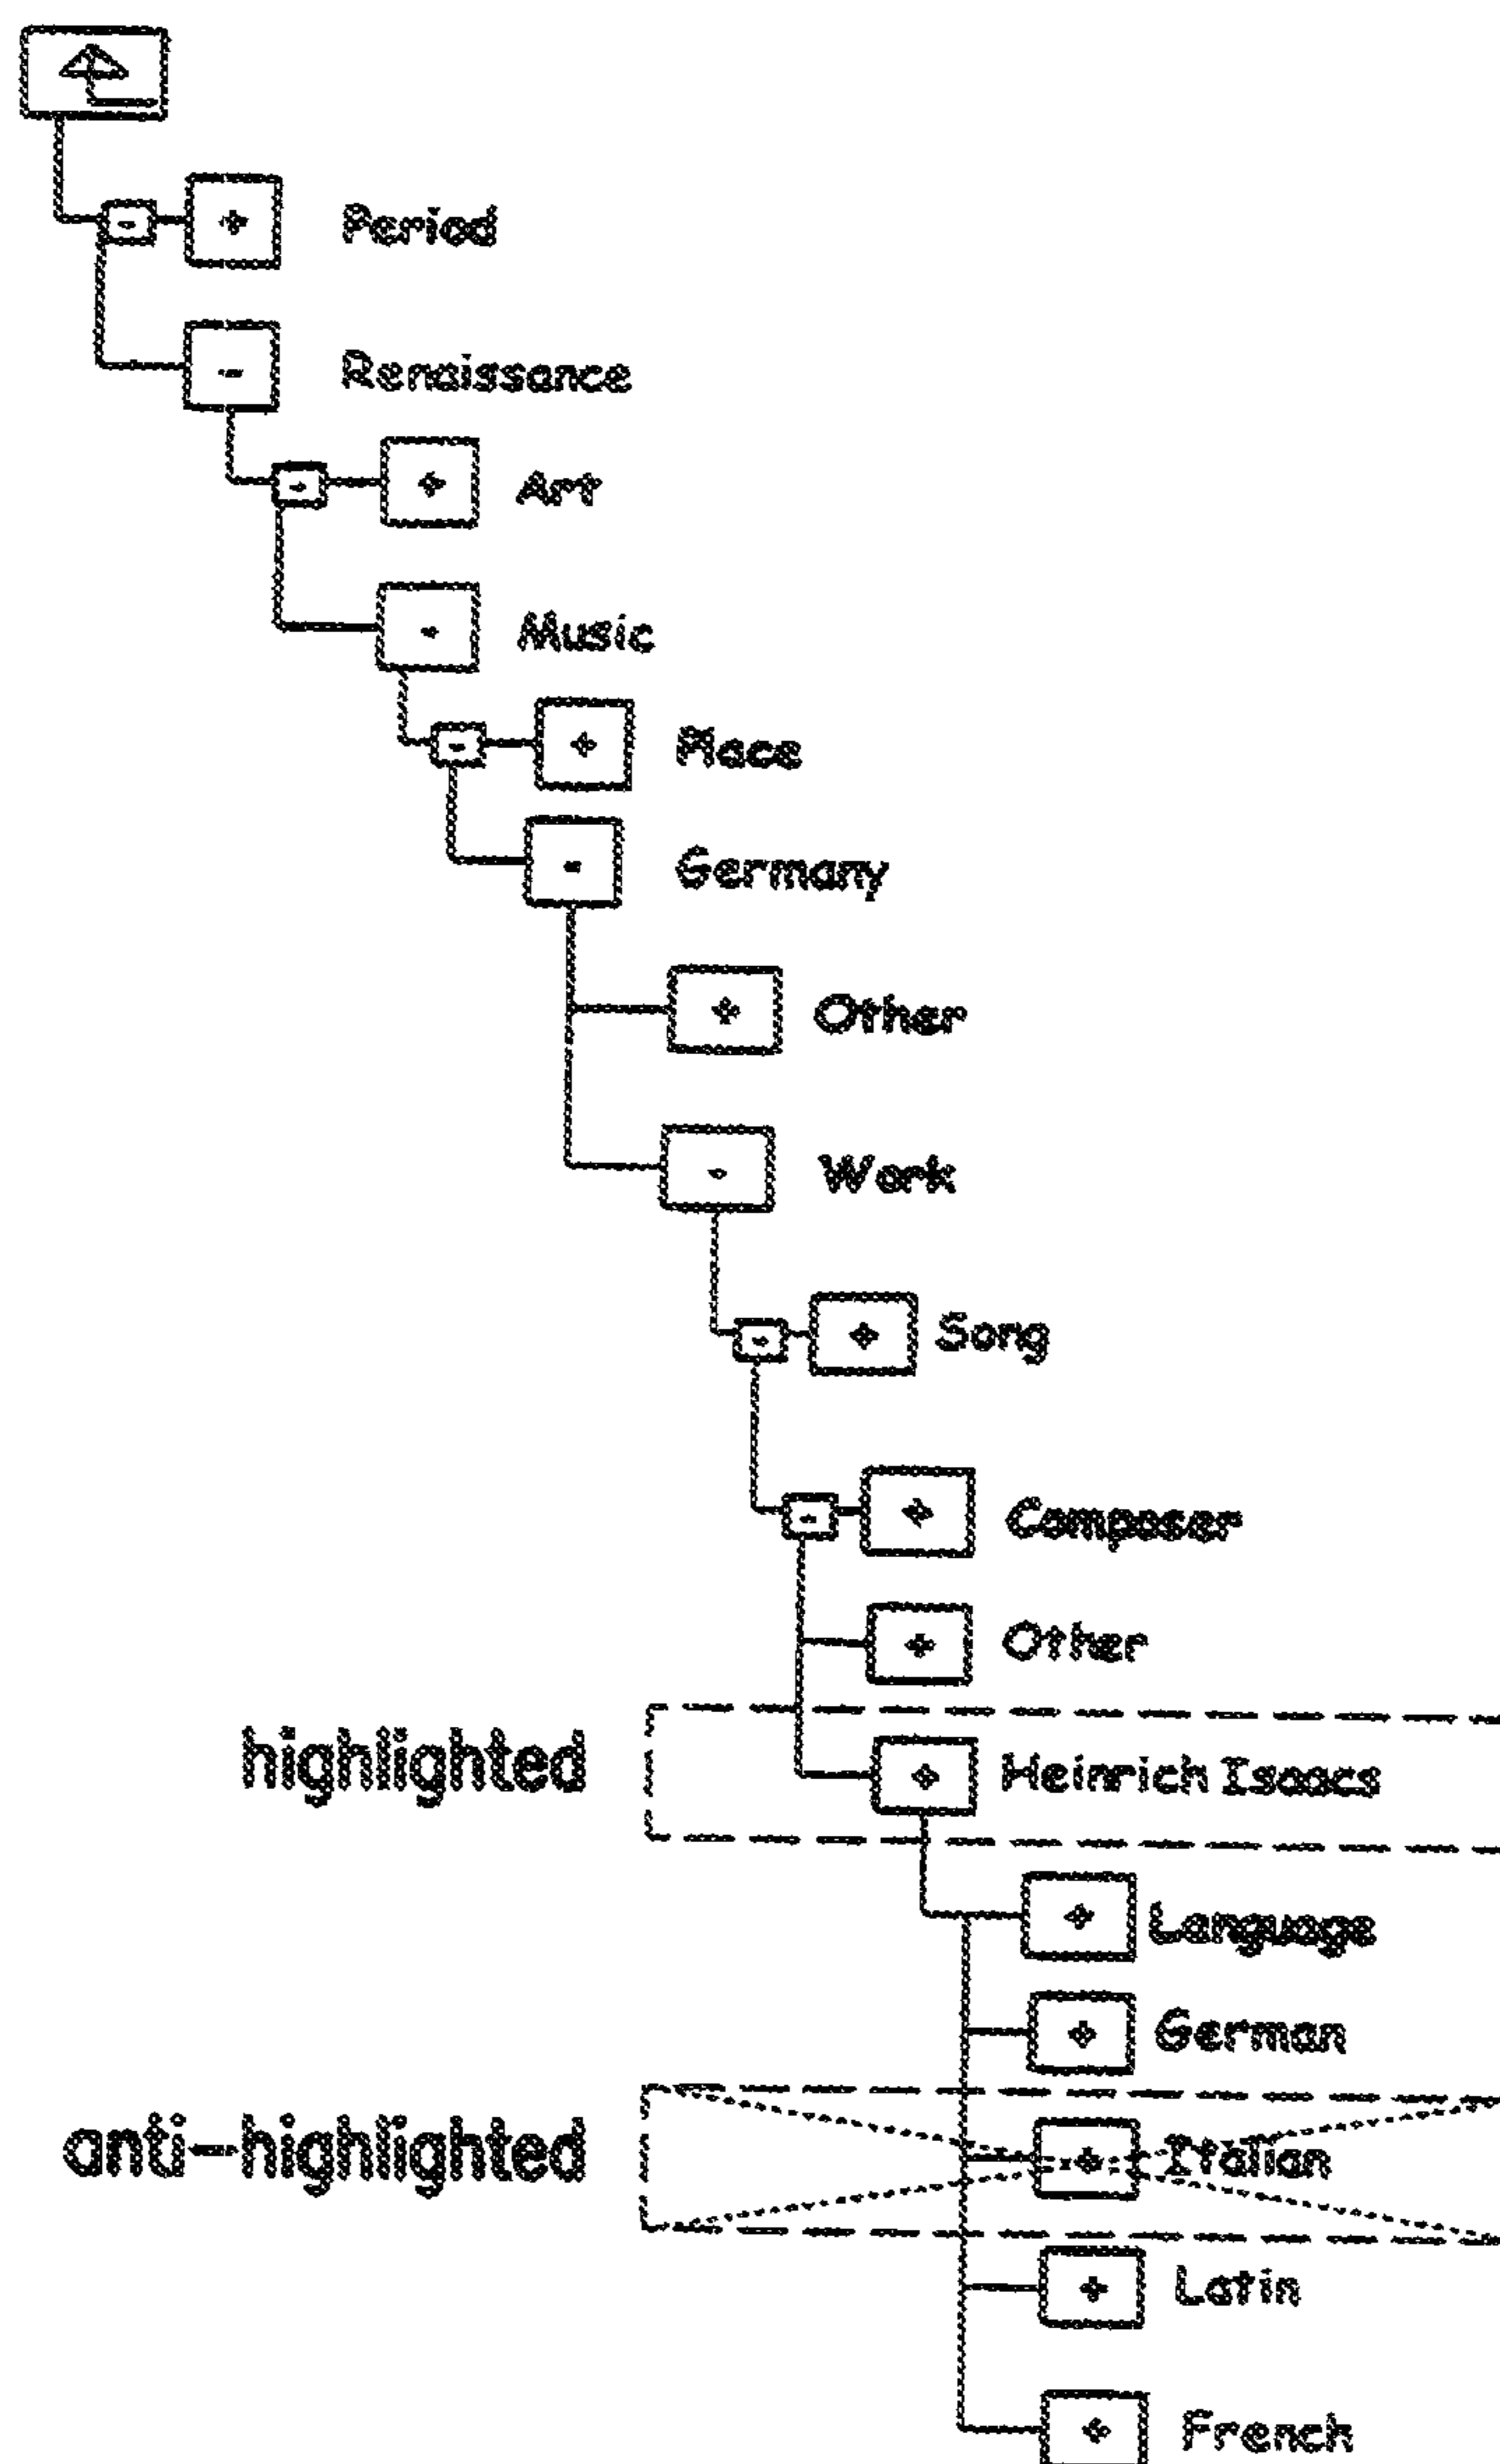 Period
Renaissance
Art
Music
Place
Germany
Other
Work
Song
Composer
Other
highlighted
Heinrich Isaacs
Language
German
anti-highlighted
Italian
Latin
French